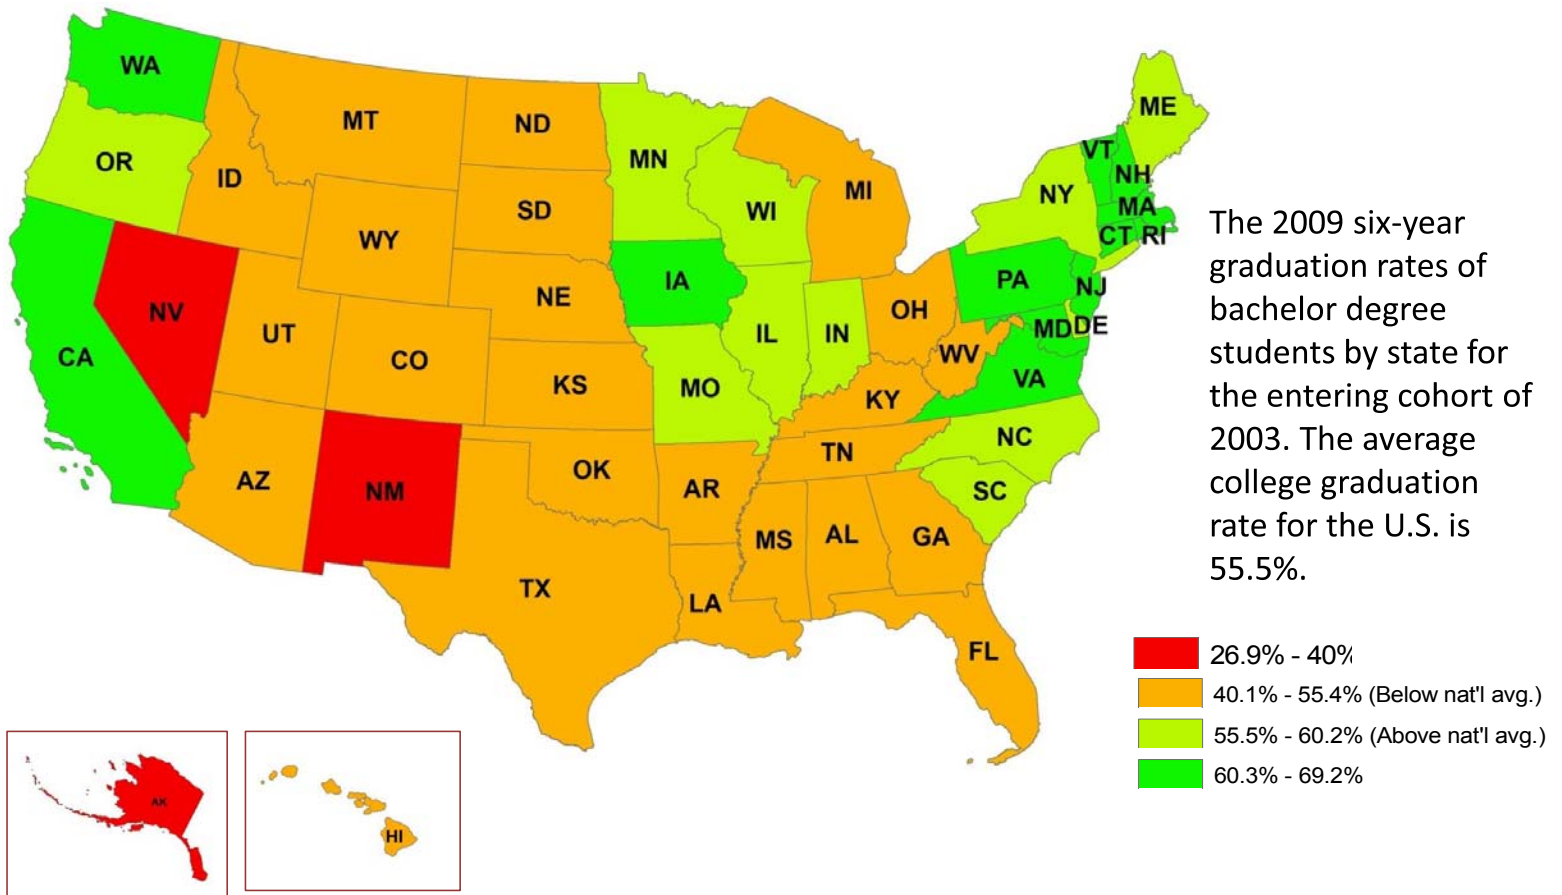 WA
MT
ND
MN
ME
OR
ID
SD
WI
MI
VT
NH
NY
MA
CT RI
WY
IA
PA
NJ
NV
UT
NE
IL
IN
OH
MD DE
WV
CA
CO
KS
MO
KY
VA
AZ
NM
OK
AR
TN
NC
SC
MS
AL
GA
TX
LA
FL
AK
HI
The 2009 six-year
graduation rates of
bachelor degree
students by state for
the entering cohort of
2003. The average
college graduation
rate for the U.S. is
55.5%.
26.9% - 40%
40.1% - 55.4% (Below nat'l avg.)
55.5% - 60.2% (Above nat'l avg.)
60.3% - 69.2%